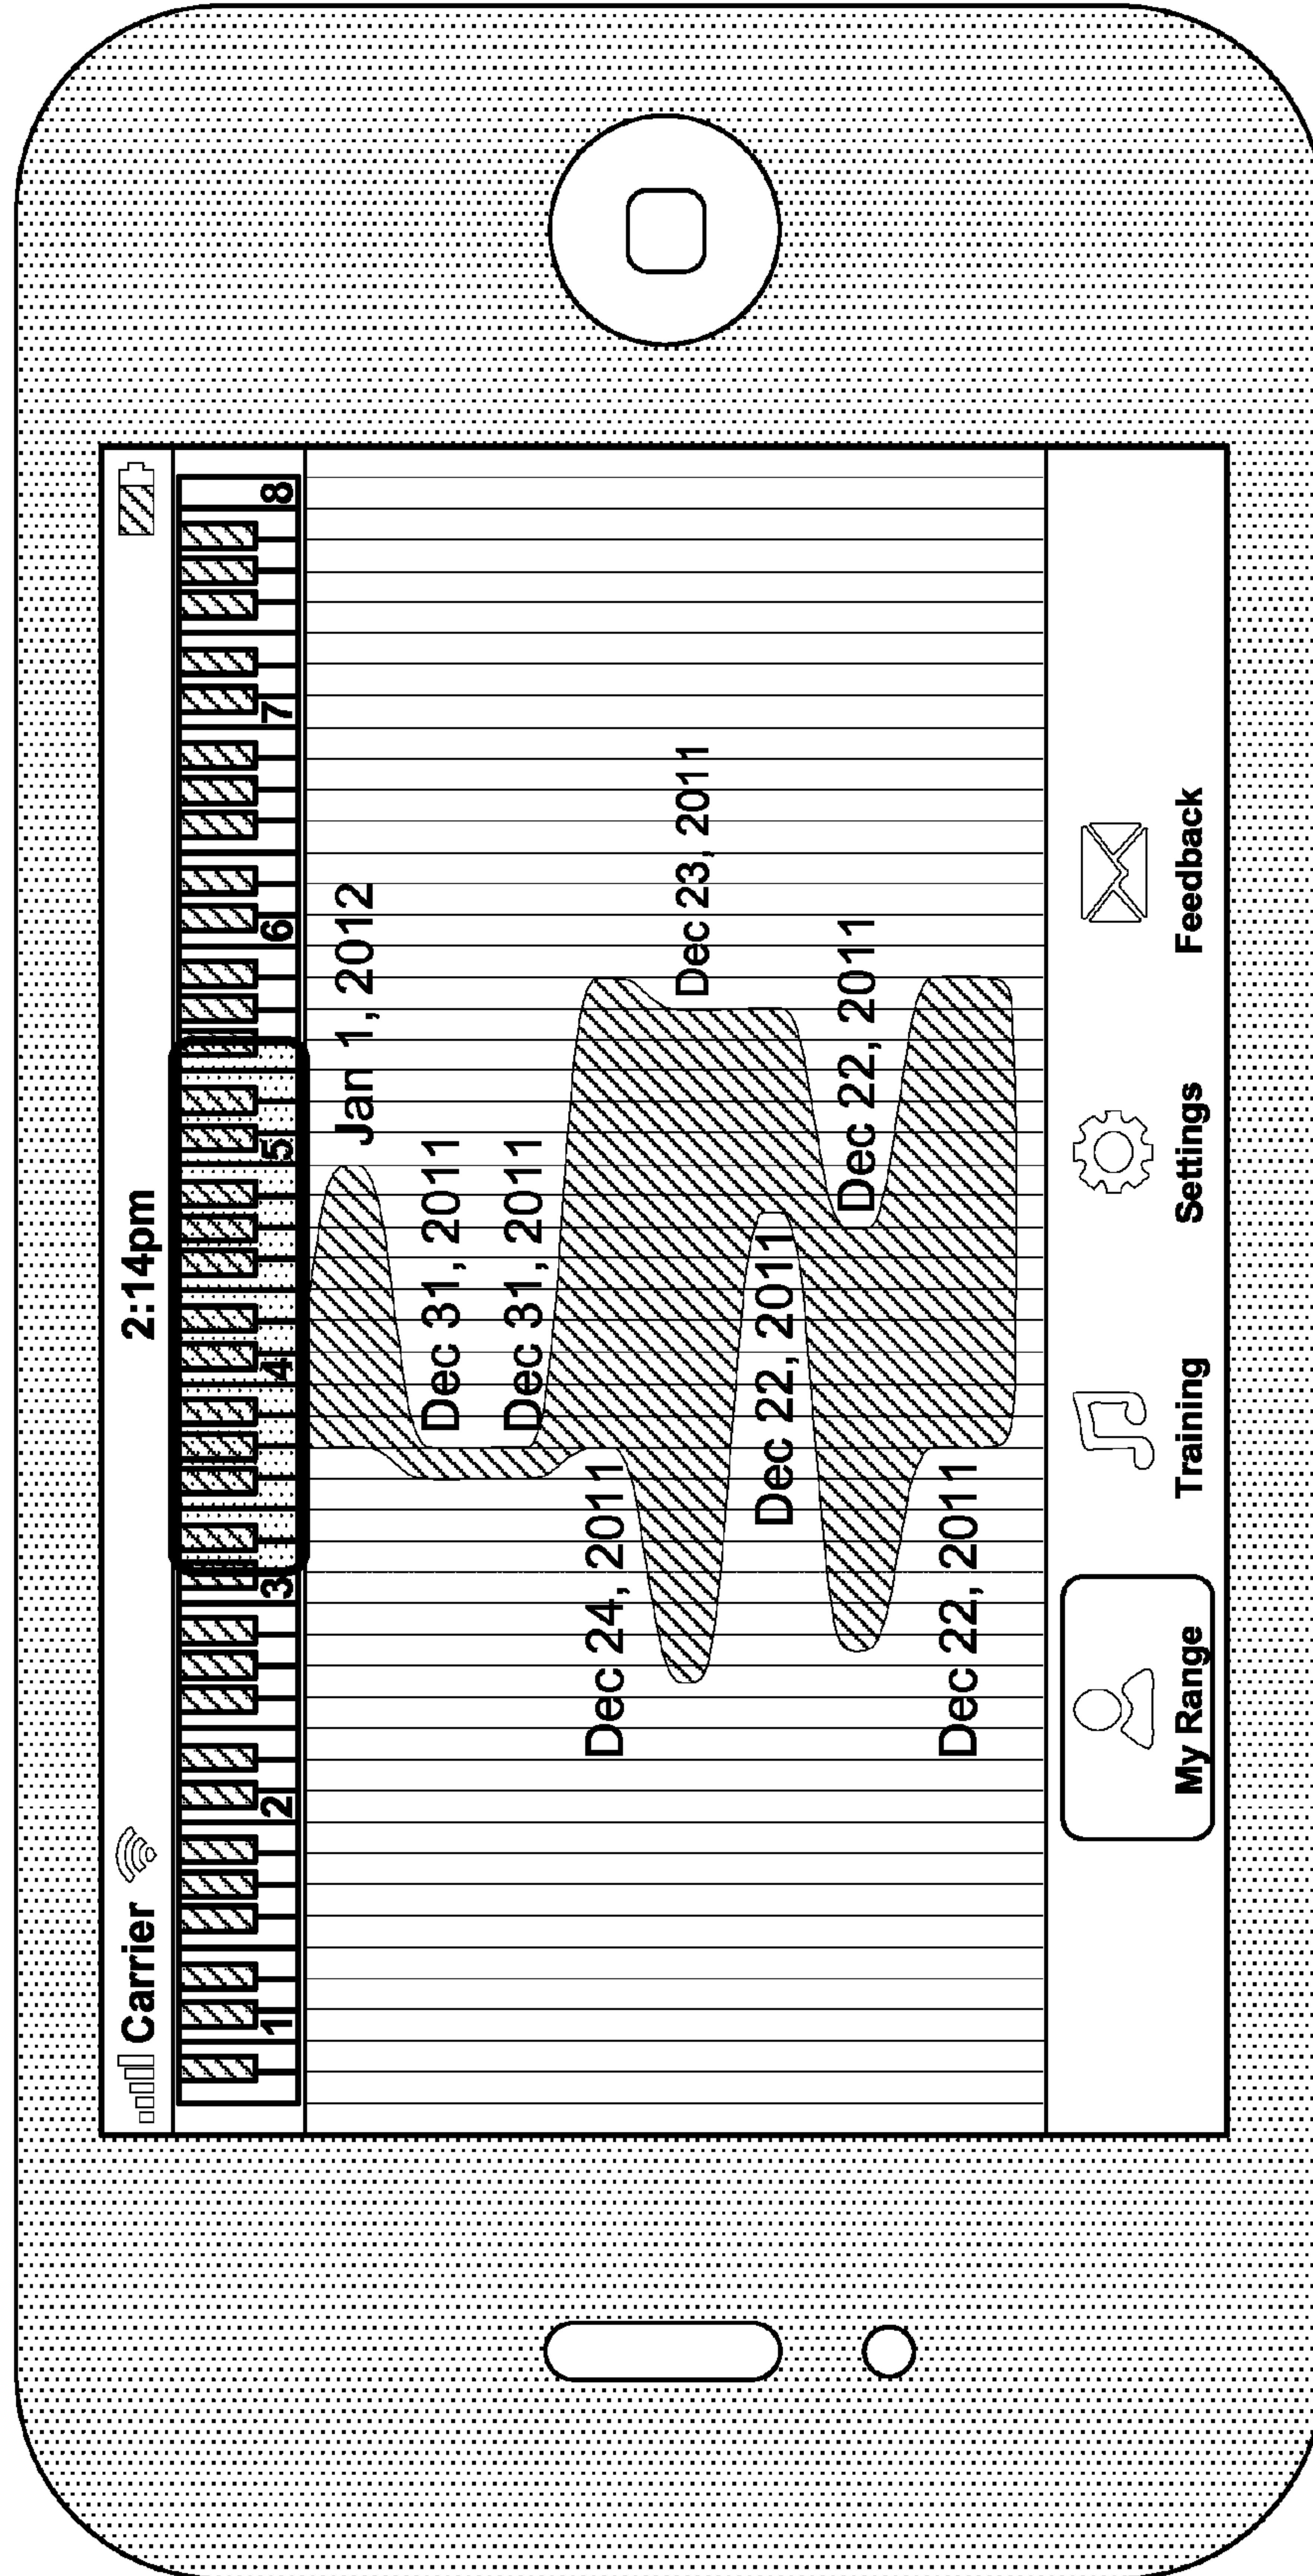 Carrier 2:14pm
1 2 3 4 5 6 7 8
Jan 1, 2012
Dec 31, 2011
Dec 31, 2011
Dec 24, 2011
Dec 23, 2011
Dec 22, 2011
Dec 22, 2011
Dec 22, 2011
My Range Training Settings Feedback